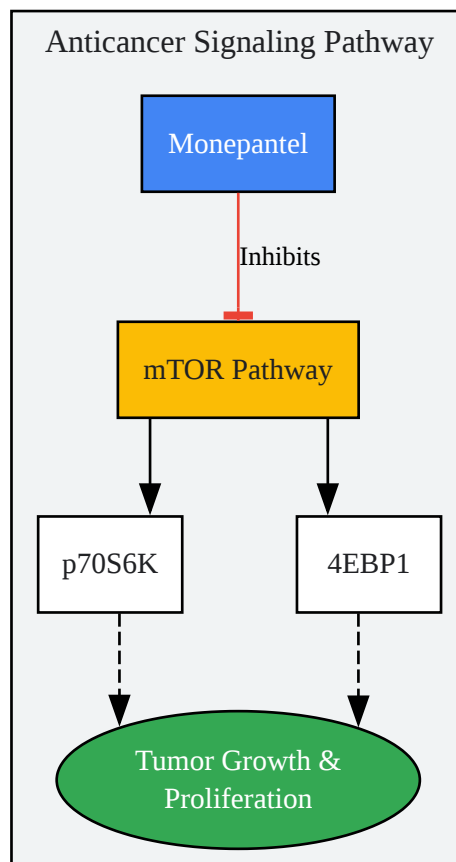 Anticancer Signaling Pathway
Monepantel
Inhibits
mTOR Pathway
p70S6K
4EBP1
Tumor Growth &
Proliferation